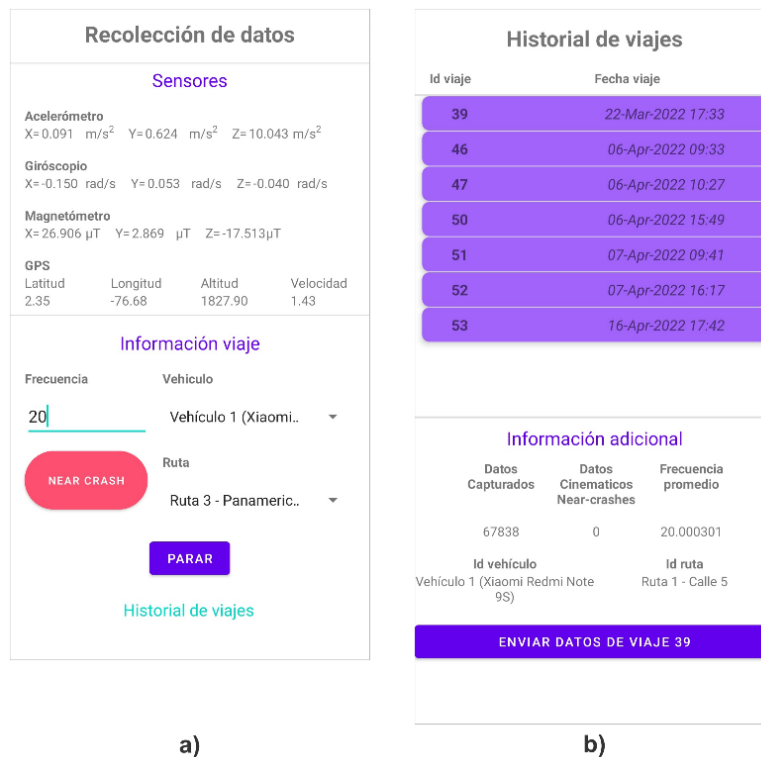 Recolección de datos
Sensores
Acelerómetro
X= 0.091 m/s² Y= 0.624 m/s² Z= 10.043 m/s²
Giróscopio
X= -0.150 rad/s Y= 0.053 rad/s Z= -0.040 rad/s
Magnetómetro
X= 26.906 µT Y= 2.869 µT Z= -17.513µT
GPS
Latitud Longitud Altitud Velocidad
2.35 -76.68 1827.90 1.43
Información viaje
Frecuencia Vehiculo
20 Vehículo 1 (Xiaomi..
Ruta
NEAR CRASH
Ruta 3 - Panameric..
PARAR
Historial de viajes
a)
Historial de viajes
Id viaje Fecha viaje
39 22-Mar-2022 17:33
46 06-Apr-2022 09:33
47 06-Apr-2022 10:27
50 06-Apr-2022 15:49
51 07-Apr-2022 09:41
52 07-Apr-2022 16:17
53 16-Apr-2022 17:42
Información adicional
Datos Datos Frecuencia
Capturados Cinematicos promedio
Near-crashes
67838 0 20.000301
Id vehículo Id ruta
Vehículo 1 (Xiaomi Redmi Note Ruta 1 - Calle 5
9S)
ENVIAR DATOS DE VIAJE 39
b)